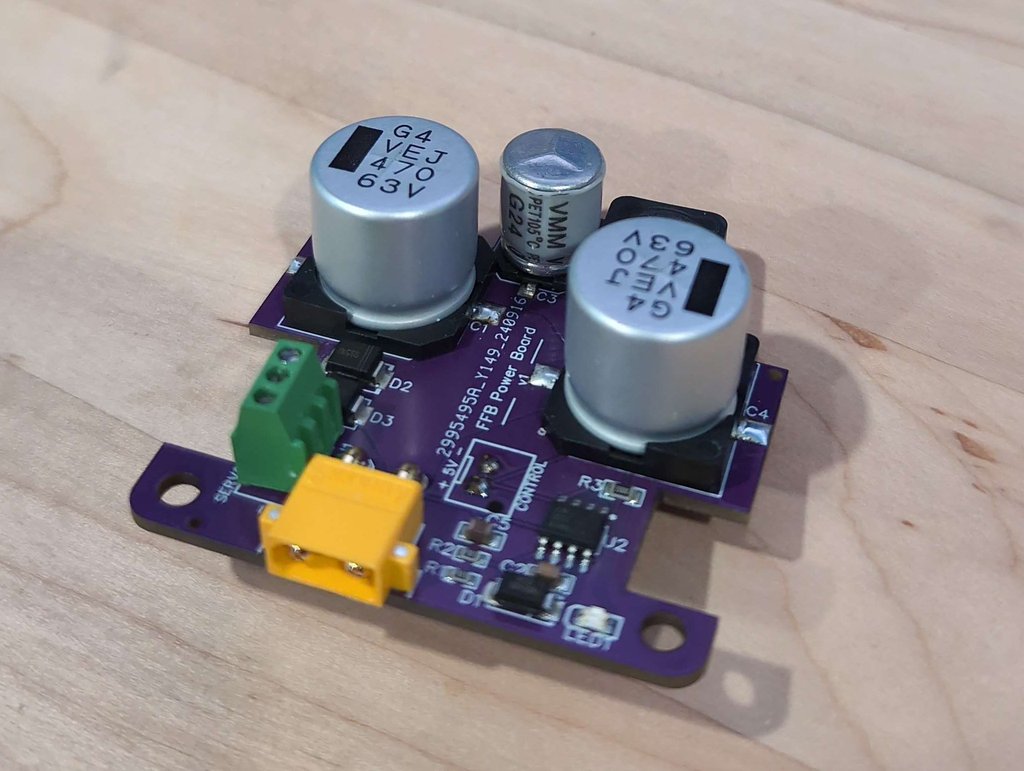 G4
VEJ
470
63V
VMM
PET105°C
G24
G4
VEJ
470
63V
C3
D2
D3
2995495A_Y149_240916
FFB Power Board
v1
C4
+ 5V -
CONTROL
R3
U2
R2
C2
D1
LED1